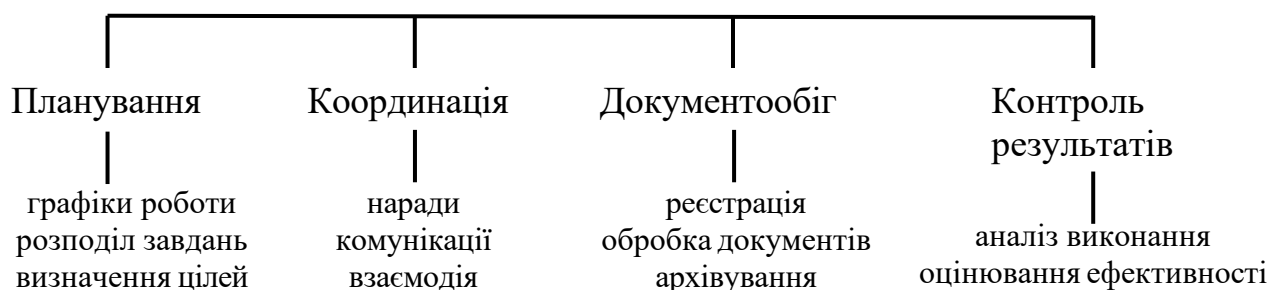 Планування
графіки роботи
розподіл завдань
визначення цілей
Координація
наради
комунікації
взаємодія
Документообіг
реєстрація
обробка документів
архівування
Контроль
результатів
аналіз виконання
оцінювання ефективності